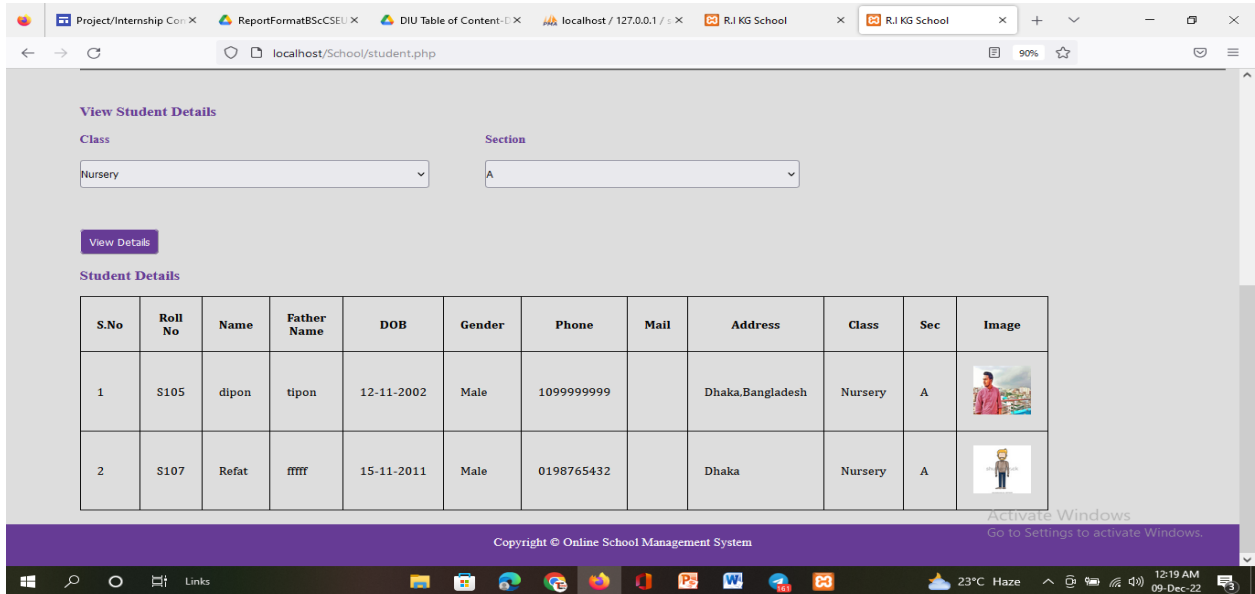 Project/Internship Con
ReportFormatBScCSEU
DIU Table of Content-D
localhost / 127.0.0.1 / s
R.I KG School
R.I KG School
localhost/School/student.php
90%
View Student Details
Class Section
Nursery A
View Details
Student Details
S.No Roll No Name Father Name DOB Gender Phone Mail Address Class Sec Image
1 S105 dipon tipon 12-11-2002 Male 1099999999 Dhaka,Bangladesh Nursery A
2 S107 Refat fffff 15-11-2011 Male 0198765432 Dhaka Nursery A
Activate Windows
Go to Settings to activate Windows.
Copyright © Online School Management System
Links
23°C Haze
12:19 AM
09-Dec-22